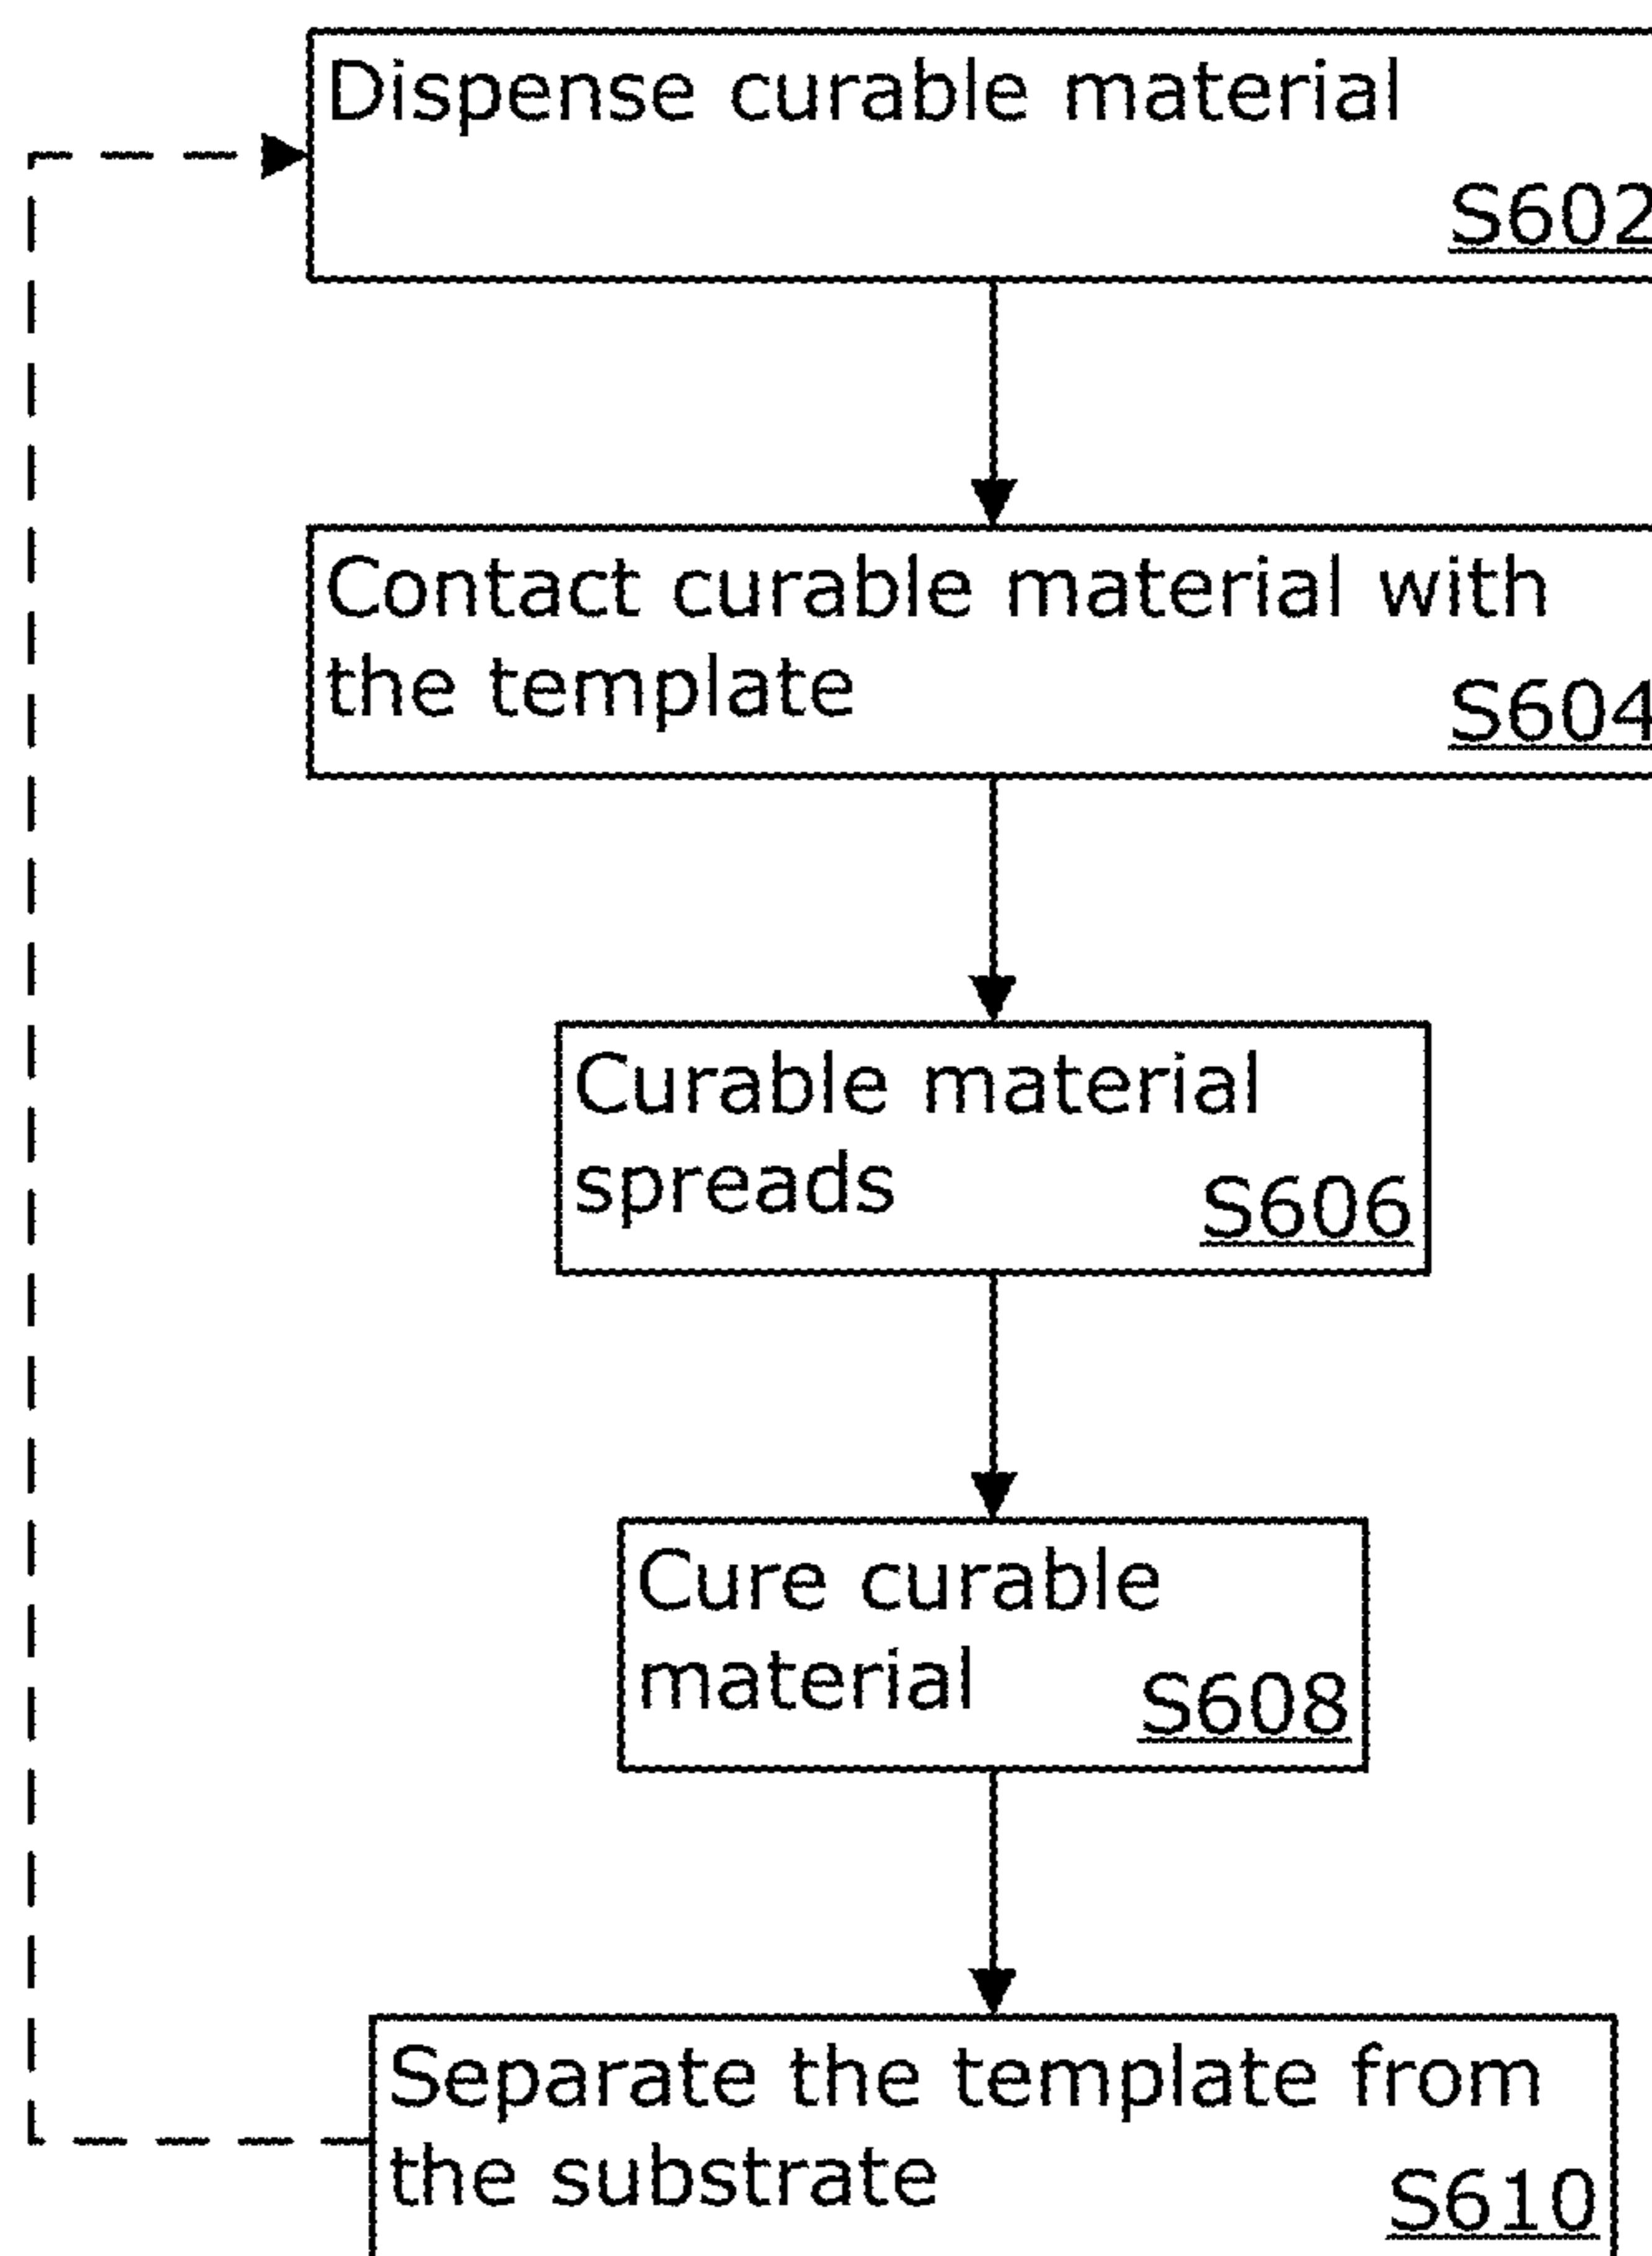 Dispense curable material
S602
Contact curable material with
the template
S604
Curable material
spreads
S606
Cure curable
material
S608
Separate the template from
the substrate
S610